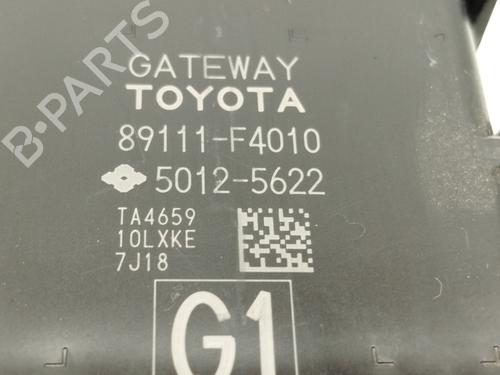 GATEWAY
TOYOTA
89111-F4010
5012-5622
TA4659
10LXKE
7J18
G1
B-PARTS